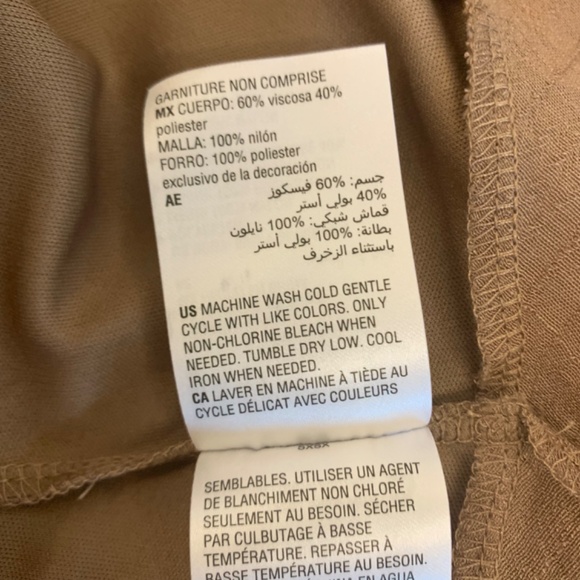 GARNITURE NON COMPRISE
MX CUERPO: 60% viscosa 40%
poliester
MALLA: 100% nilón
FORRO: 100% poliester
exclusivo de la decoración
AE
جسم: 60% فيسكوز
40% بولي أستر
قماش شبكي: 100% نايلون
بطانة: 100% بولي أستر
باستثناء الزخرف
US MACHINE WASH COLD GENTLE
CYCLE WITH LIKE COLORS. ONLY
NON-CHLORINE BLEACH WHEN
NEEDED. TUMBLE DRY LOW. COOL
IRON WHEN NEEDED.
CA LAVER EN MACHINE À TIÈDE AU
CYCLE DÉLICAT AVEC COULEURS
SEMBLABLES. UTILISER UN AGENT
DE BLANCHIMENT NON CHLORÉ
SEULEMENT AU BESOIN. SÉCHER
PAR CULBUTAGE À BASSE
TEMPÉRATURE. REPASSER À
BASSE TEMPÉRATURE AU BESOIN.
EN AGUA